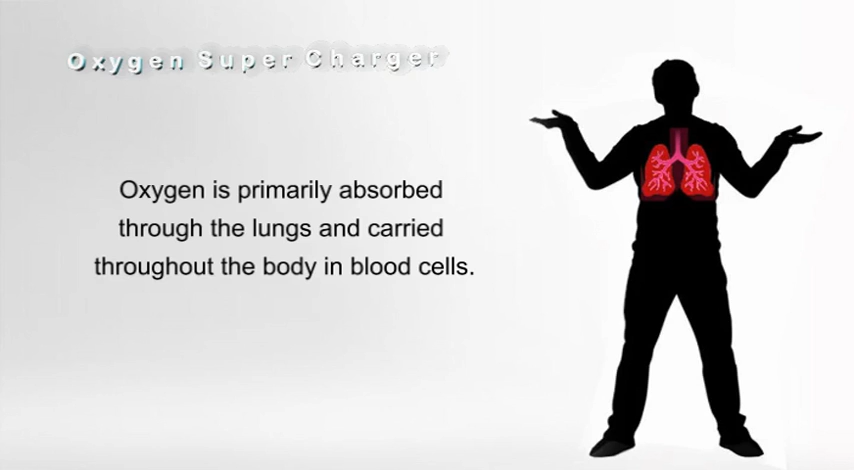 Oxygen Super Charger
Oxygen is primarily absorbed
through the lungs and carried
throughout the body in blood cells.